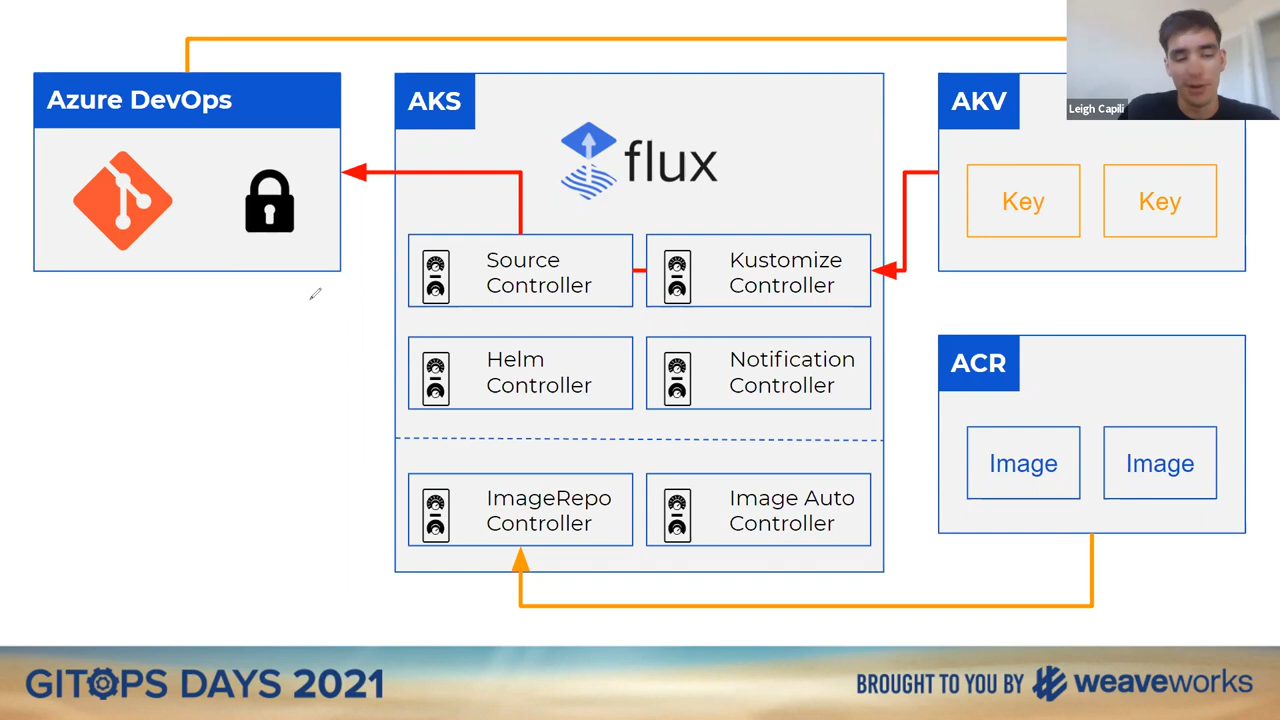 Azure DevOps
AKS
flux
AKV
Leigh Capili
Key
Key
Source
Controller
Kustomize
Controller
Helm
Controller
Notification
Controller
ACR
Image
Image
ImageRepo
Controller
Image Auto
Controller
GITOPS DAYS 2021
BROUGHT TO YOU BY weaveworks